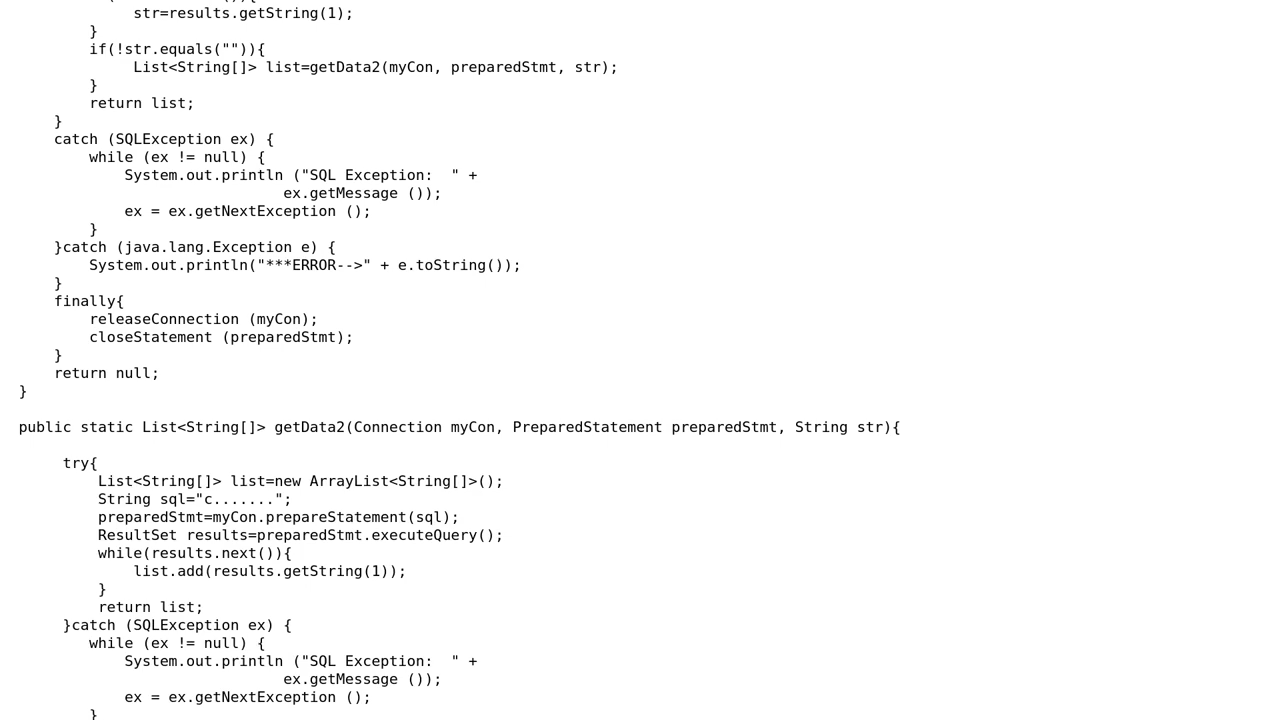 str=results.getString(1);
}
if(!str.equals("")){
List<String[]> list=getData2(myCon, preparedStmt, str);
}
return list;
}
catch (SQLException ex) {
while (ex != null) {
System.out.println ("SQL Exception:  " +
ex.getMessage ());
ex = ex.getNextException ();
}
}catch (java.lang.Exception e) {
System.out.println("***ERROR-->" + e.toString());
}
finally{
releaseConnection (myCon);
closeStatement (preparedStmt);
}
return null;
}
public static List<String[]> getData2(Connection myCon, PreparedStatement preparedStmt, String str){
try{
List<String[]> list=new ArrayList<String[]>();
String sql="c.......";
preparedStmt=myCon.prepareStatement(sql);
ResultSet results=preparedStmt.executeQuery();
while(results.next()){
list.add(results.getString(1));
}
return list;
}catch (SQLException ex) {
while (ex != null) {
System.out.println ("SQL Exception:  " +
ex.getMessage ());
ex = ex.getNextException ();
}